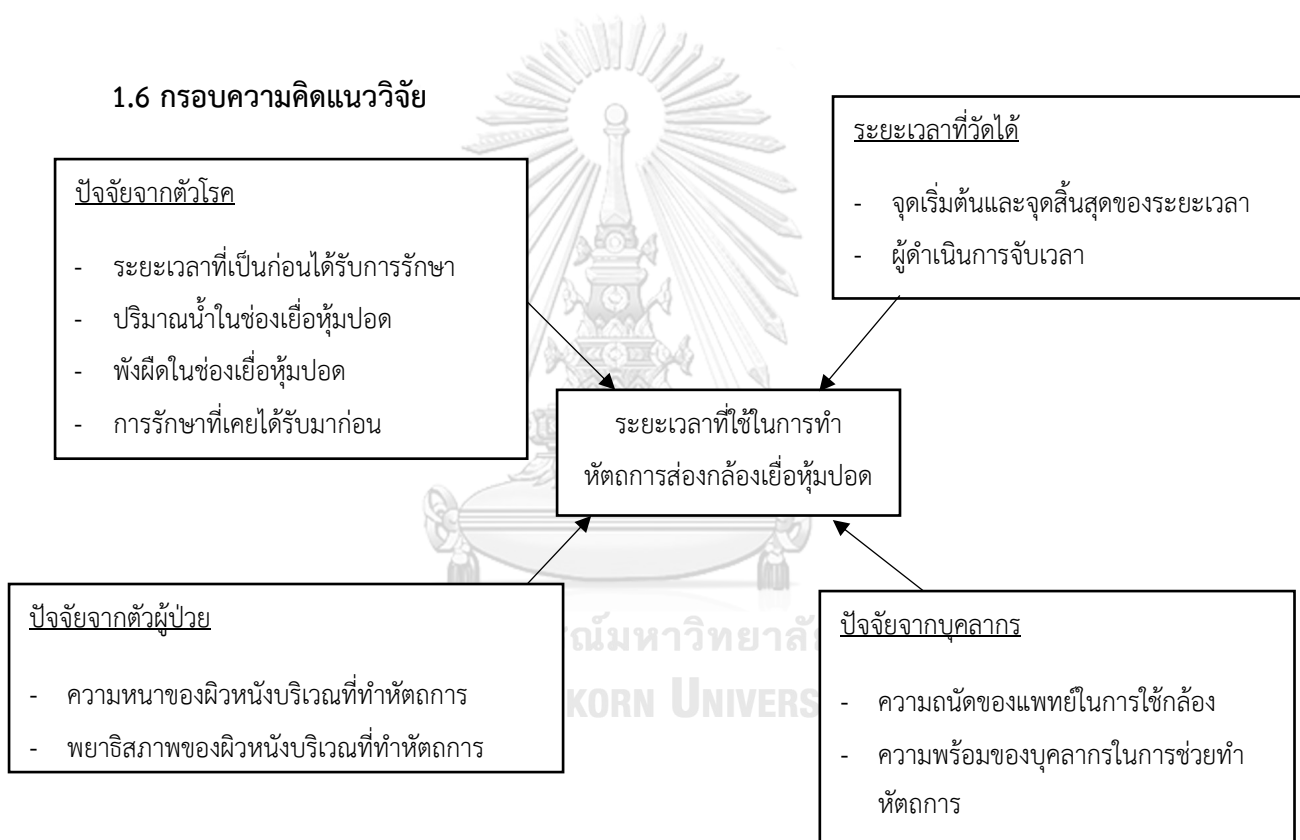 1.6 กรอบความคิดแนววิจัย
ปัจจัยจากตัวโรค
- ระยะเวลาที่เป็นก่อนได้รับการรักษา
- ปริมาณน้ำในช่องเยื่อหุ้มปอด
- พังผืดในช่องเยื่อหุ้มปอด
- การรักษาที่เคยได้รับมาก่อน
ระยะเวลาที่วัดได้
- จุดเริ่มต้นและจุดสิ้นสุดของระยะเวลา
- ผู้ดำเนินการจับเวลา
ระยะเวลาที่ใช้ในการทำ
หัตถการส่องกล้องเยื่อหุ้มปอด
ปัจจัยจากตัวผู้ป่วย
- ความหนาของผิวหนังบริเวณที่ทำหัตถการ
- พยาธิสภาพของผิวหนังบริเวณที่ทำหัตถการ
ปัจจัยจากบุคลากร
- ความถนัดของแพทย์ในการใช้กล้อง
- ความพร้อมของบุคลากรในการช่วยทำ
หัตถการ
ณ์มหาวิทยาลั
KORN UNIVERS